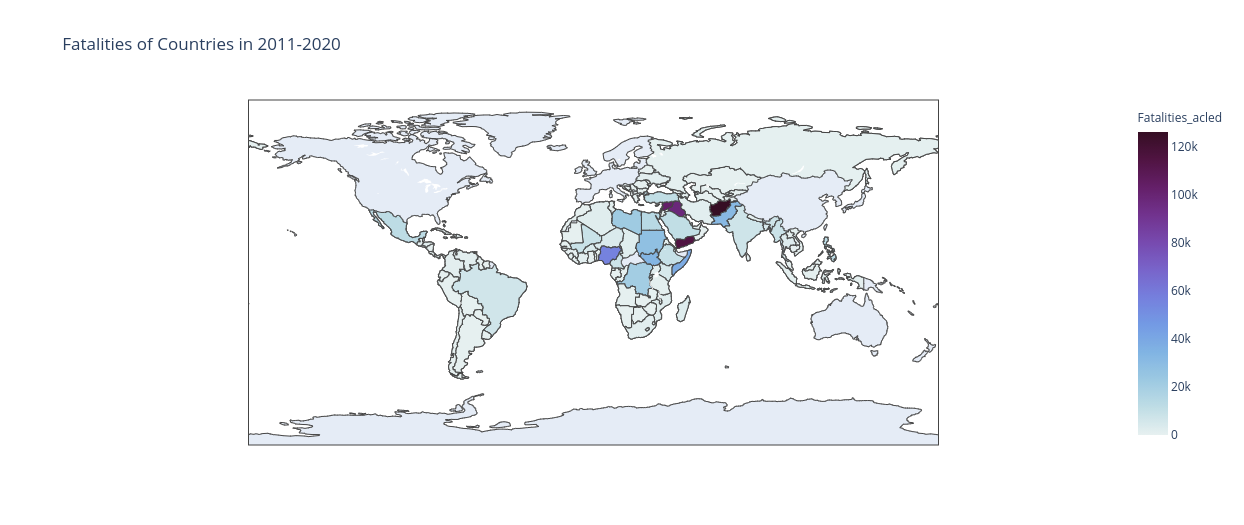 Fatalities of Countries in 2011-2020
Fatalities_acled
120k
100k
80k
60k
40k
20k
0